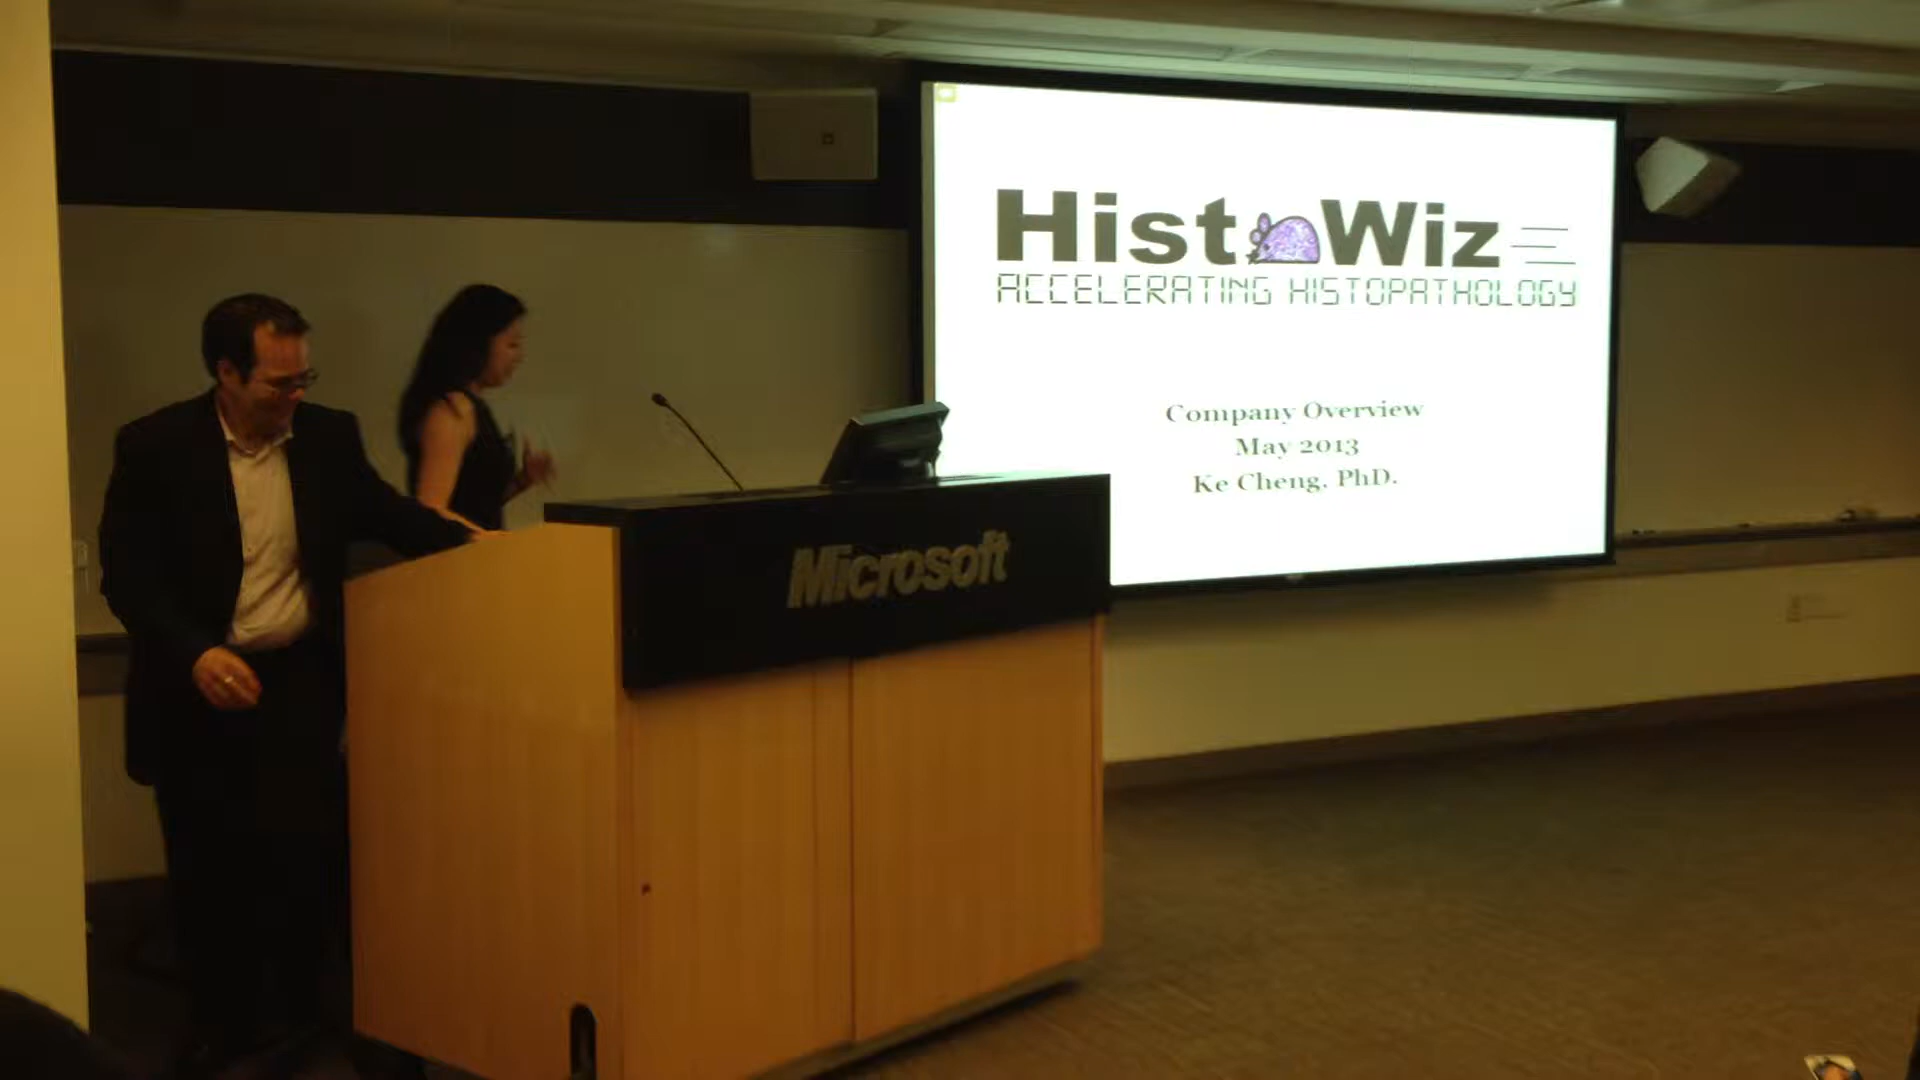 HistoWiz
ACCELERATING HISTOPATHOLOGY
Company Overview
May 2013
Ke Cheng, PhD.
Microsoft